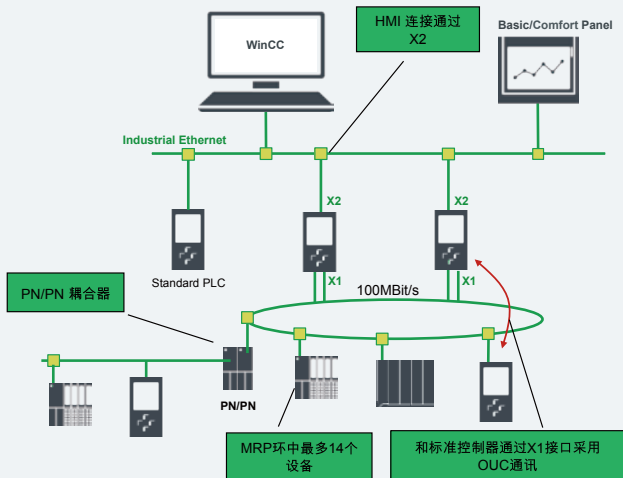 HMI 连接通过
X2
Basic/Comfort Panel
WinCC
Industrial Ethernet
X2
X2
Standard PLC
X1
X1
100MBit/s
PN/PN 耦合器
PN/PN
MRP环中最多14个
设备
和标准控制器通过X1接口采用
OUC通讯